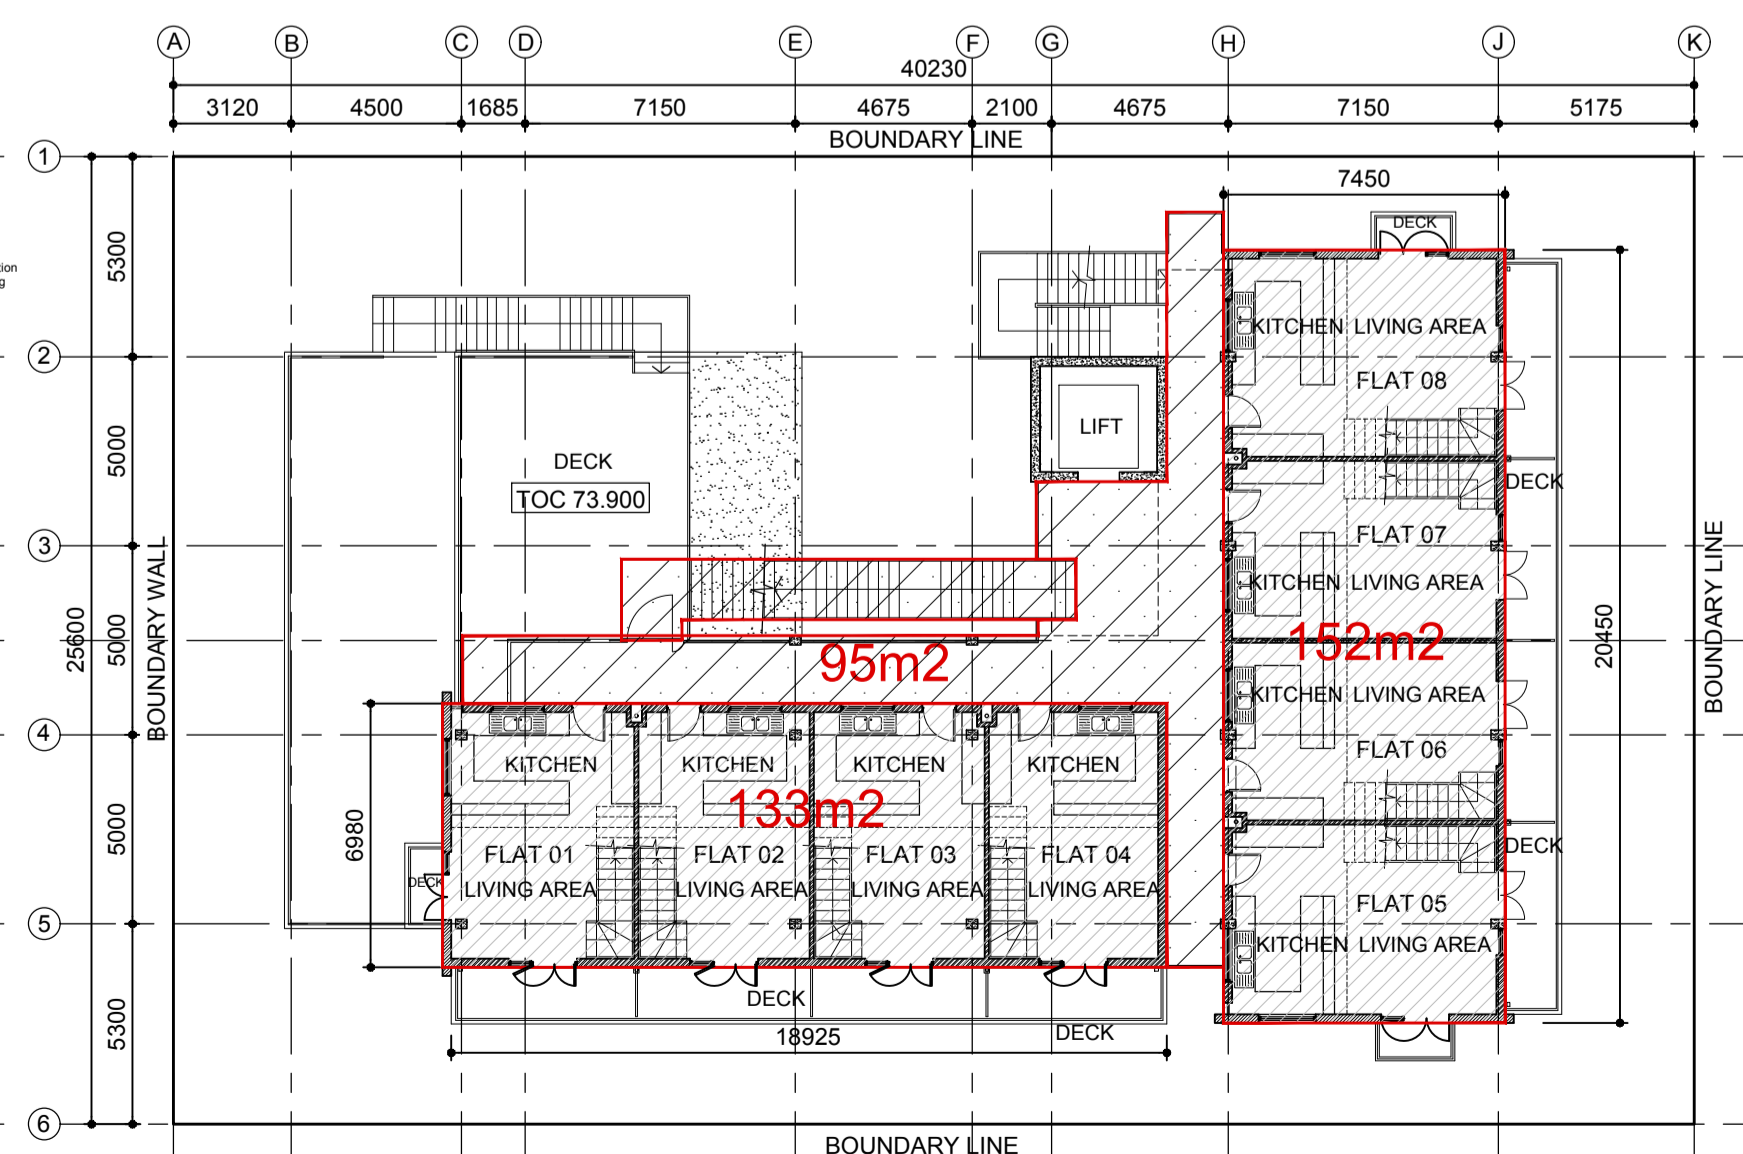 A B C D E F G H J K
40230
3120 4500 1685 7150 4675 2100 4675 7150 5175
BOUNDARY LINE
1
7450
DECK
5300
KITCHEN LIVING AREA
2
FLAT 08
LIFT
5000
DECK
TOC 73.900
DECK
FLAT 07
3
BOUNDARY WALL
BOUNDARY LINE
KITCHEN LIVING AREA
25600
5000
95m2
152m2
20450
KITCHEN LIVING AREA
4
FLAT 06
KITCHEN KITCHEN KITCHEN KITCHEN
133m2
6980
5000
DECK
FLAT 01 FLAT 02 FLAT 03 FLAT 04
DECK
LIVING AREA LIVING AREA LIVING AREA LIVING AREA
FLAT 05
5
KITCHEN LIVING AREA
DECK
5300
18925
DECK
6
BOUNDARY LINE